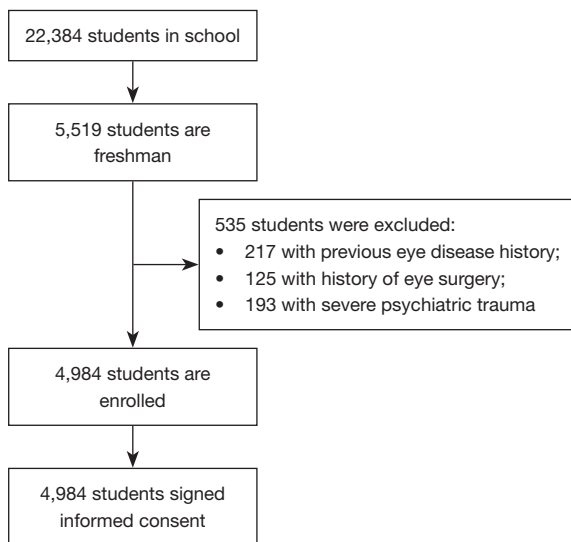 22,384 students in school
5,519 students are
freshman
535 students were excluded:
• 217 with previous eye disease history;
• 125 with history of eye surgery;
• 193 with severe psychiatric trauma
4,984 students are
enrolled
4,984 students signed
informed consent